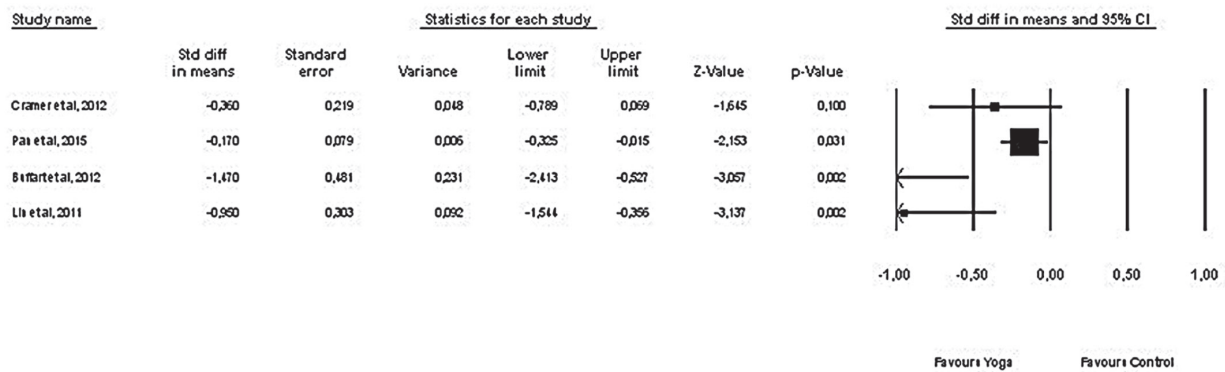 Study name Statistics for each study Std diff in means and 95% CI
Std diff in means Standard error Variance Lower limit Upper limit Z-Value p-Value
Cramer et al, 2012 -0,360 0,219 0,048 -0,789 0,069 -1,645 0,100
Pan et al, 2015 -0,170 0,079 0,006 -0,325 -0,015 -2,153 0,031
Buffart et al, 2012 -1,470 0,481 0,231 -2,413 -0,527 -3,057 0,002
Lin et al, 2011 -0,950 0,303 0,092 -1,544 -0,356 -3,137 0,002
-1,00 -0,50 0,00 0,50 1,00
Favours Yoga Favours Control